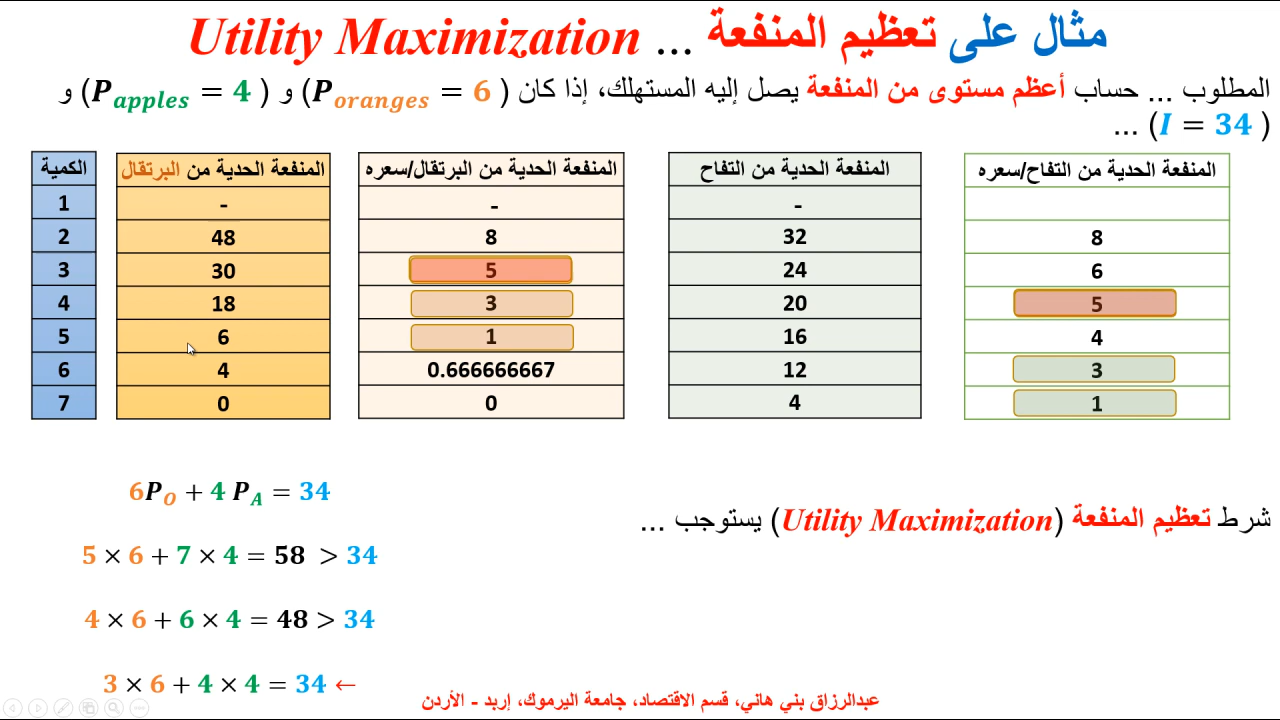 مثال على تعظيم المنفعة ... Utility Maximization
المطلوب ... حساب أعظم مستوى من المنفعة يصل إليه المستهلك، إذا كان (P_oranges = 6) و (P_apples = 4) و
(I = 34) ...
الكمية المنفعة الحدية من البرتقال المنفعة الحدية من البرتقال/سعره المنفعة الحدية من التفاح المنفعة الحدية من التفاح/سعره
1 - - -
2 48 8 32 8
3 30 5 24 6
4 18 3 20 5
5 6 1 16 4
6 4 0.666666667 12 3
7 0 0 4 1
6P_O + 4 P_A = 34
شرط تعظيم المنفعة (Utility Maximization) يستوجب ...
5 × 6 + 7 × 4 = 58 > 34
4 × 6 + 6 × 4 = 48 > 34
3 × 6 + 4 × 4 = 34 ←
عبدالرزاق بني هاني، قسم الاقتصاد، جامعة اليرموك، إربد - الأردن